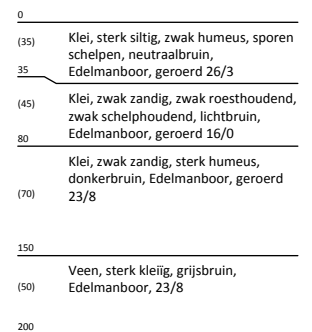 0
(35)
Klei, sterk siltig, zwak humeus, sporen
schelpen, neutraalbruin,
35
Edelmanboor, geroerd 26/3
(45)
Klei, zwak zandig, zwak roesthoudend,
zwak schelphoudend, lichtbruin,
Edelmanboor, geroerd 16/0
80
Klei, zwak zandig, sterk humeus,
donkerbruin, Edelmanboor, geroerd
(70)
23/8
150
Veen, sterk kleiïg, grijsbruin,
(50)
Edelmanboor, 23/8
200